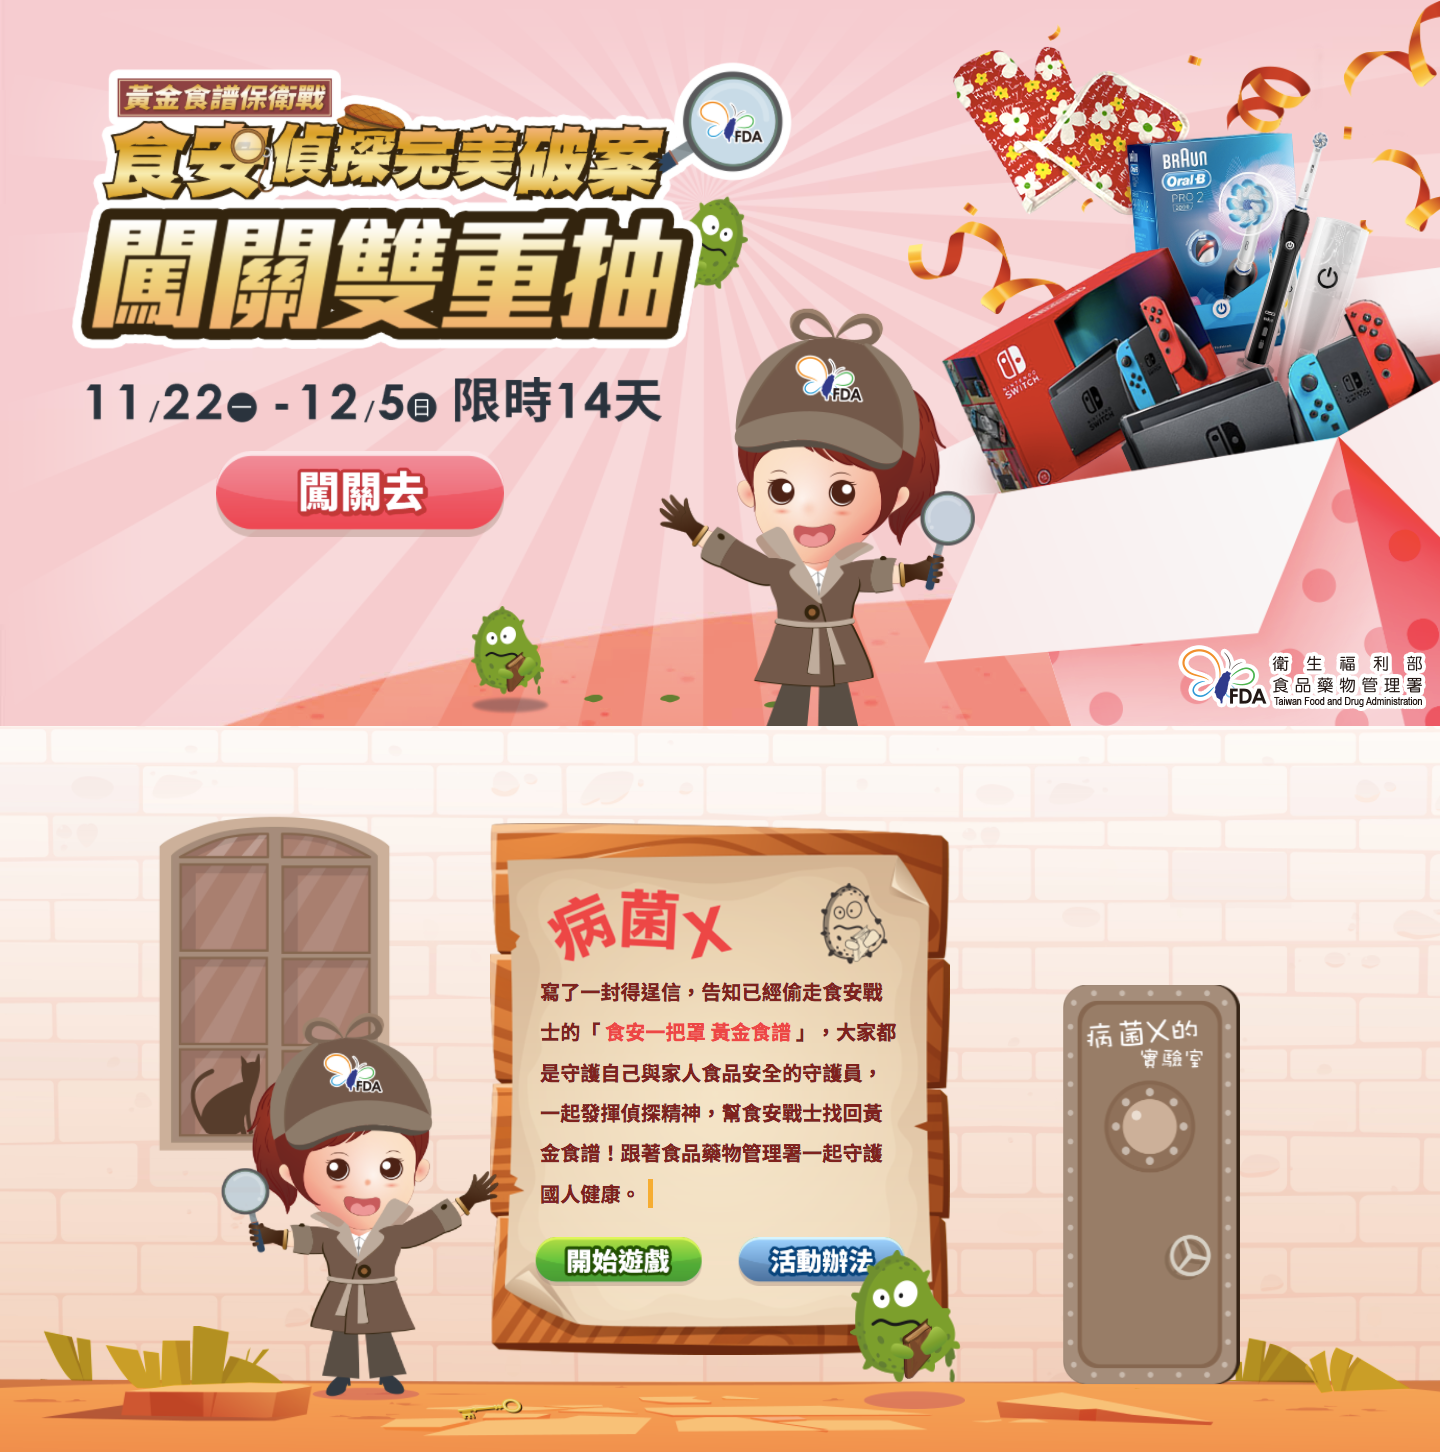 黃金食譜保衛戰
食安偵探完美破案
FDA
闖關雙重抽
11/22㊀ - 12/5㊐ 限時14天
闖關去
FDA
BRAUN
Oral-B
PRO 2
NINTENDO
SWITCH
FDA
衛生福利部
食品藥物管理署
Taiwan Food and Drug Administration
病菌X
寫了一封得逞信，告知已經偷走食安戰
士的「 食安一把罩 黃金食譜 」，大家都
是守護自己與家人食品安全的守護員，
一起發揮偵探精神，幫食安戰士找回黃
金食譜！跟著食品藥物管理署一起守護
國人健康。
開始遊戲
活動辦法
FDA
病菌X的
實驗室